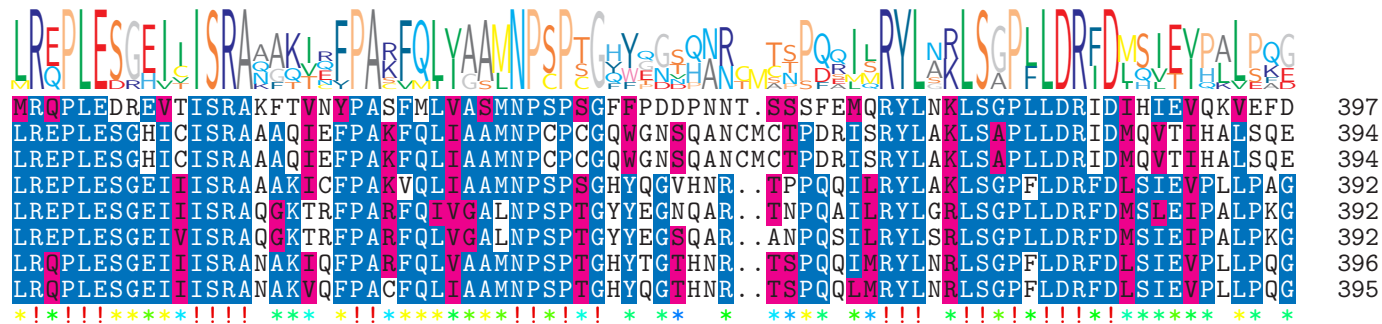 MRQPLEDREVTISRAKFTVNYPASFMLVASMNPSPSGFFPDDPNNT.SSSFEMQRYLNKLSGPLLDRIDIHIEVQKVEFD 397
LREPLESGHICISRAAAQIEFPAKFQLIAAMNPCPCGQWGNSQANCMCTPDRISRYLAKLSAPLLDRIDMQVTIHALSQE 394
LREPLESGHICISRAAAQIEFPAKFQLIAAMNPCPCGQWGNSQANCMCTPDRISRYLAKLSAPLLDRIDMQVTIHALSQE 394
LREPLESGEIIISRAAAKICFPAKVQLIAAMNPSPSGHYQGVHNR..TPPQQILRYLAKLSGPFLDRFDLSIEVPLLPAG 392
LREPLESGEIIISRAQGKTRFPARFQIVGALNPSPTGYYEGNQAR..TNPQAILRYLGRLSGPLLDRFDMSLEIPALPKG 392
LREPLESGEIVISRAQGKTRFPARFQLVGALNPSPTGYYEGSQAR..ANPQSILRYLSRLSGPLLDRFDMSIEIPALPKG 392
LRQPLESGEIIISRANAKIQFPARFQLVAAMNPSPTGHYTGTHNR..TSPQQIMRYLNRLSGPFLDRFDLSIEVPLLPQG 396
LRQPLESGEIIISRANAKVQFPACFQLIAAMNPSPTGHYQGTHNR..TSPQQLMRYLNRLSGPFLDRFDLSIEVPLLPQG 395